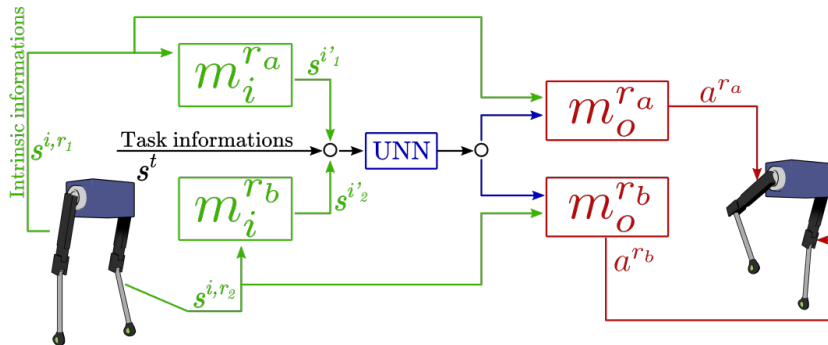 Intrinsic informations
s^{i,r_1}
m_i^{r_a}
s^{i'_1}
Task informations
s^t
UNN
m_i^{r_b}
s^{i'_2}
s^{i,r_2}
m_o^{r_a}
a^{r_a}
m_o^{r_b}
a^{r_b}